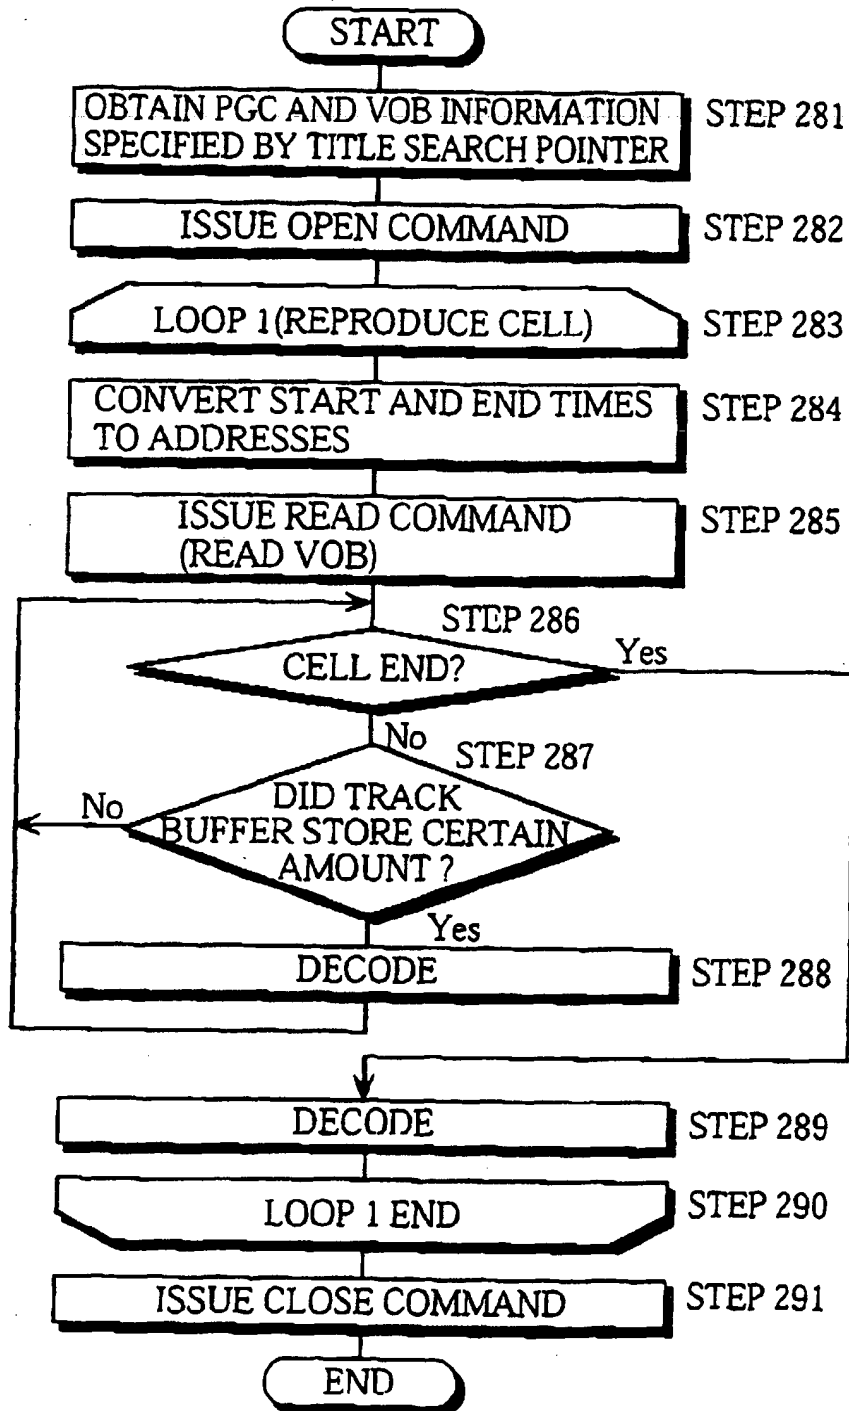 START
OBTAIN PGC AND VOB INFORMATION
SPECIFIED BY TITLE SEARCH POINTER
STEP 281
ISSUE OPEN COMMAND
STEP 282
LOOP 1(REPRODUCE CELL)
STEP 283
CONVERT START AND END TIMES
TO ADDRESSES
STEP 284
ISSUE READ COMMAND
(READ VOB)
STEP 285
STEP 286
CELL END?
Yes
No
STEP 287
DID TRACK
BUFFER STORE CERTAIN
AMOUNT ?
No
Yes
DECODE
STEP 288
DECODE
STEP 289
LOOP 1 END
STEP 290
ISSUE CLOSE COMMAND
STEP 291
END